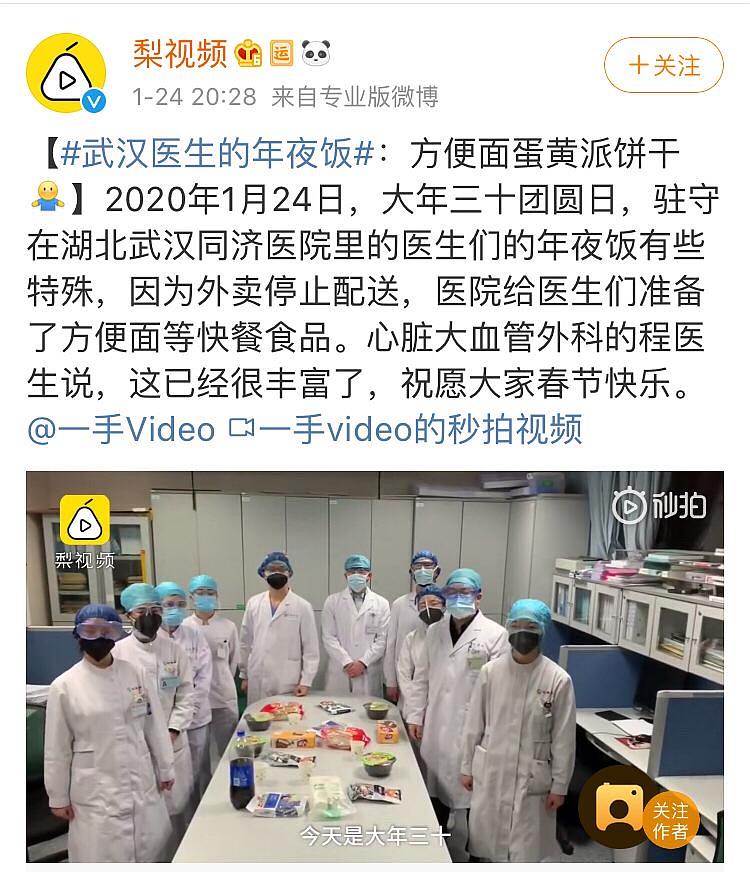 梨视频 运
+关注
1-24 20:28 来自专业版微博
【#武汉医生的年夜饭#：方便面蛋黄派饼干
】2020年1月24日，大年三十团圆日，驻守
在湖北武汉同济医院里的医生们的年夜饭有些
特殊，因为外卖停止配送，医院给医生们准备
了方便面等快餐食品。心脏大血管外科的程医
生说，这已经很丰富了，祝愿大家春节快乐。
@一手Video 一手video的秒拍视频
梨视频
秒拍
今天是大年三十
关注
作者